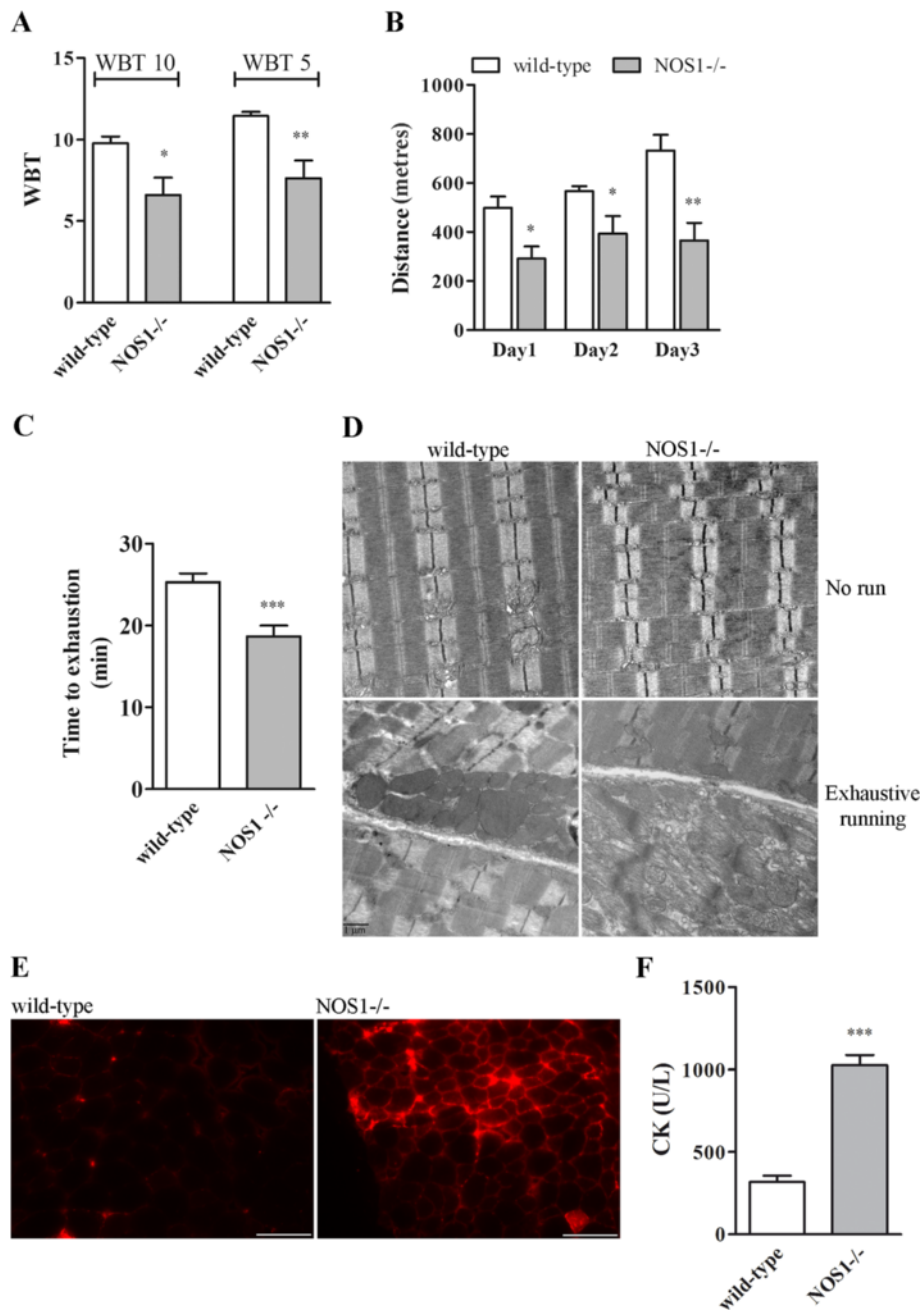 A
WBT 10
WBT 5
15
10
5
0
WBT
*
**
wild-type
NOS1-/-
wild-type
NOS1-/-
B
wild-type
NOS1-/-
1000
800
600
400
200
0
Distance (metres)
*
*
**
Day1
Day2
Day3
C
30
20
10
0
Time to exhaustion
(min)
***
wild-type
NOS1 -/-
D
wild-type
NOS1-/-
No run
Exhaustive
running
1 µm
E
wild-type
NOS1-/-
F
1500
1000
500
0
CK (U/L)
***
wild-type
NOS1-/-